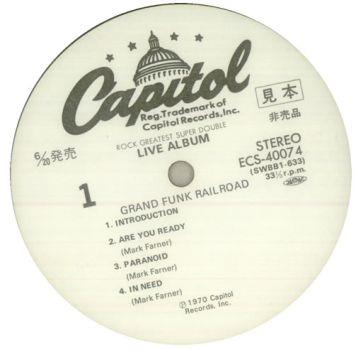 Capitol
Reg. Trademark of
Capitol Records, Inc.
見本
非売品
ROCK GREATEST SUPER DOUBLE
LIVE ALBUM
6/20発売
1
STEREO
ECS-40074
(SWBB1-633)
33⅓ r.p.m.
GRAND FUNK RAILROAD
1. INTRODUCTION
2. ARE YOU READY
(Mark Farner)
3. PARANOID
(Mark Farner)
4. IN NEED
(Mark Farner)
℗1970 Capitol
Records, Inc.